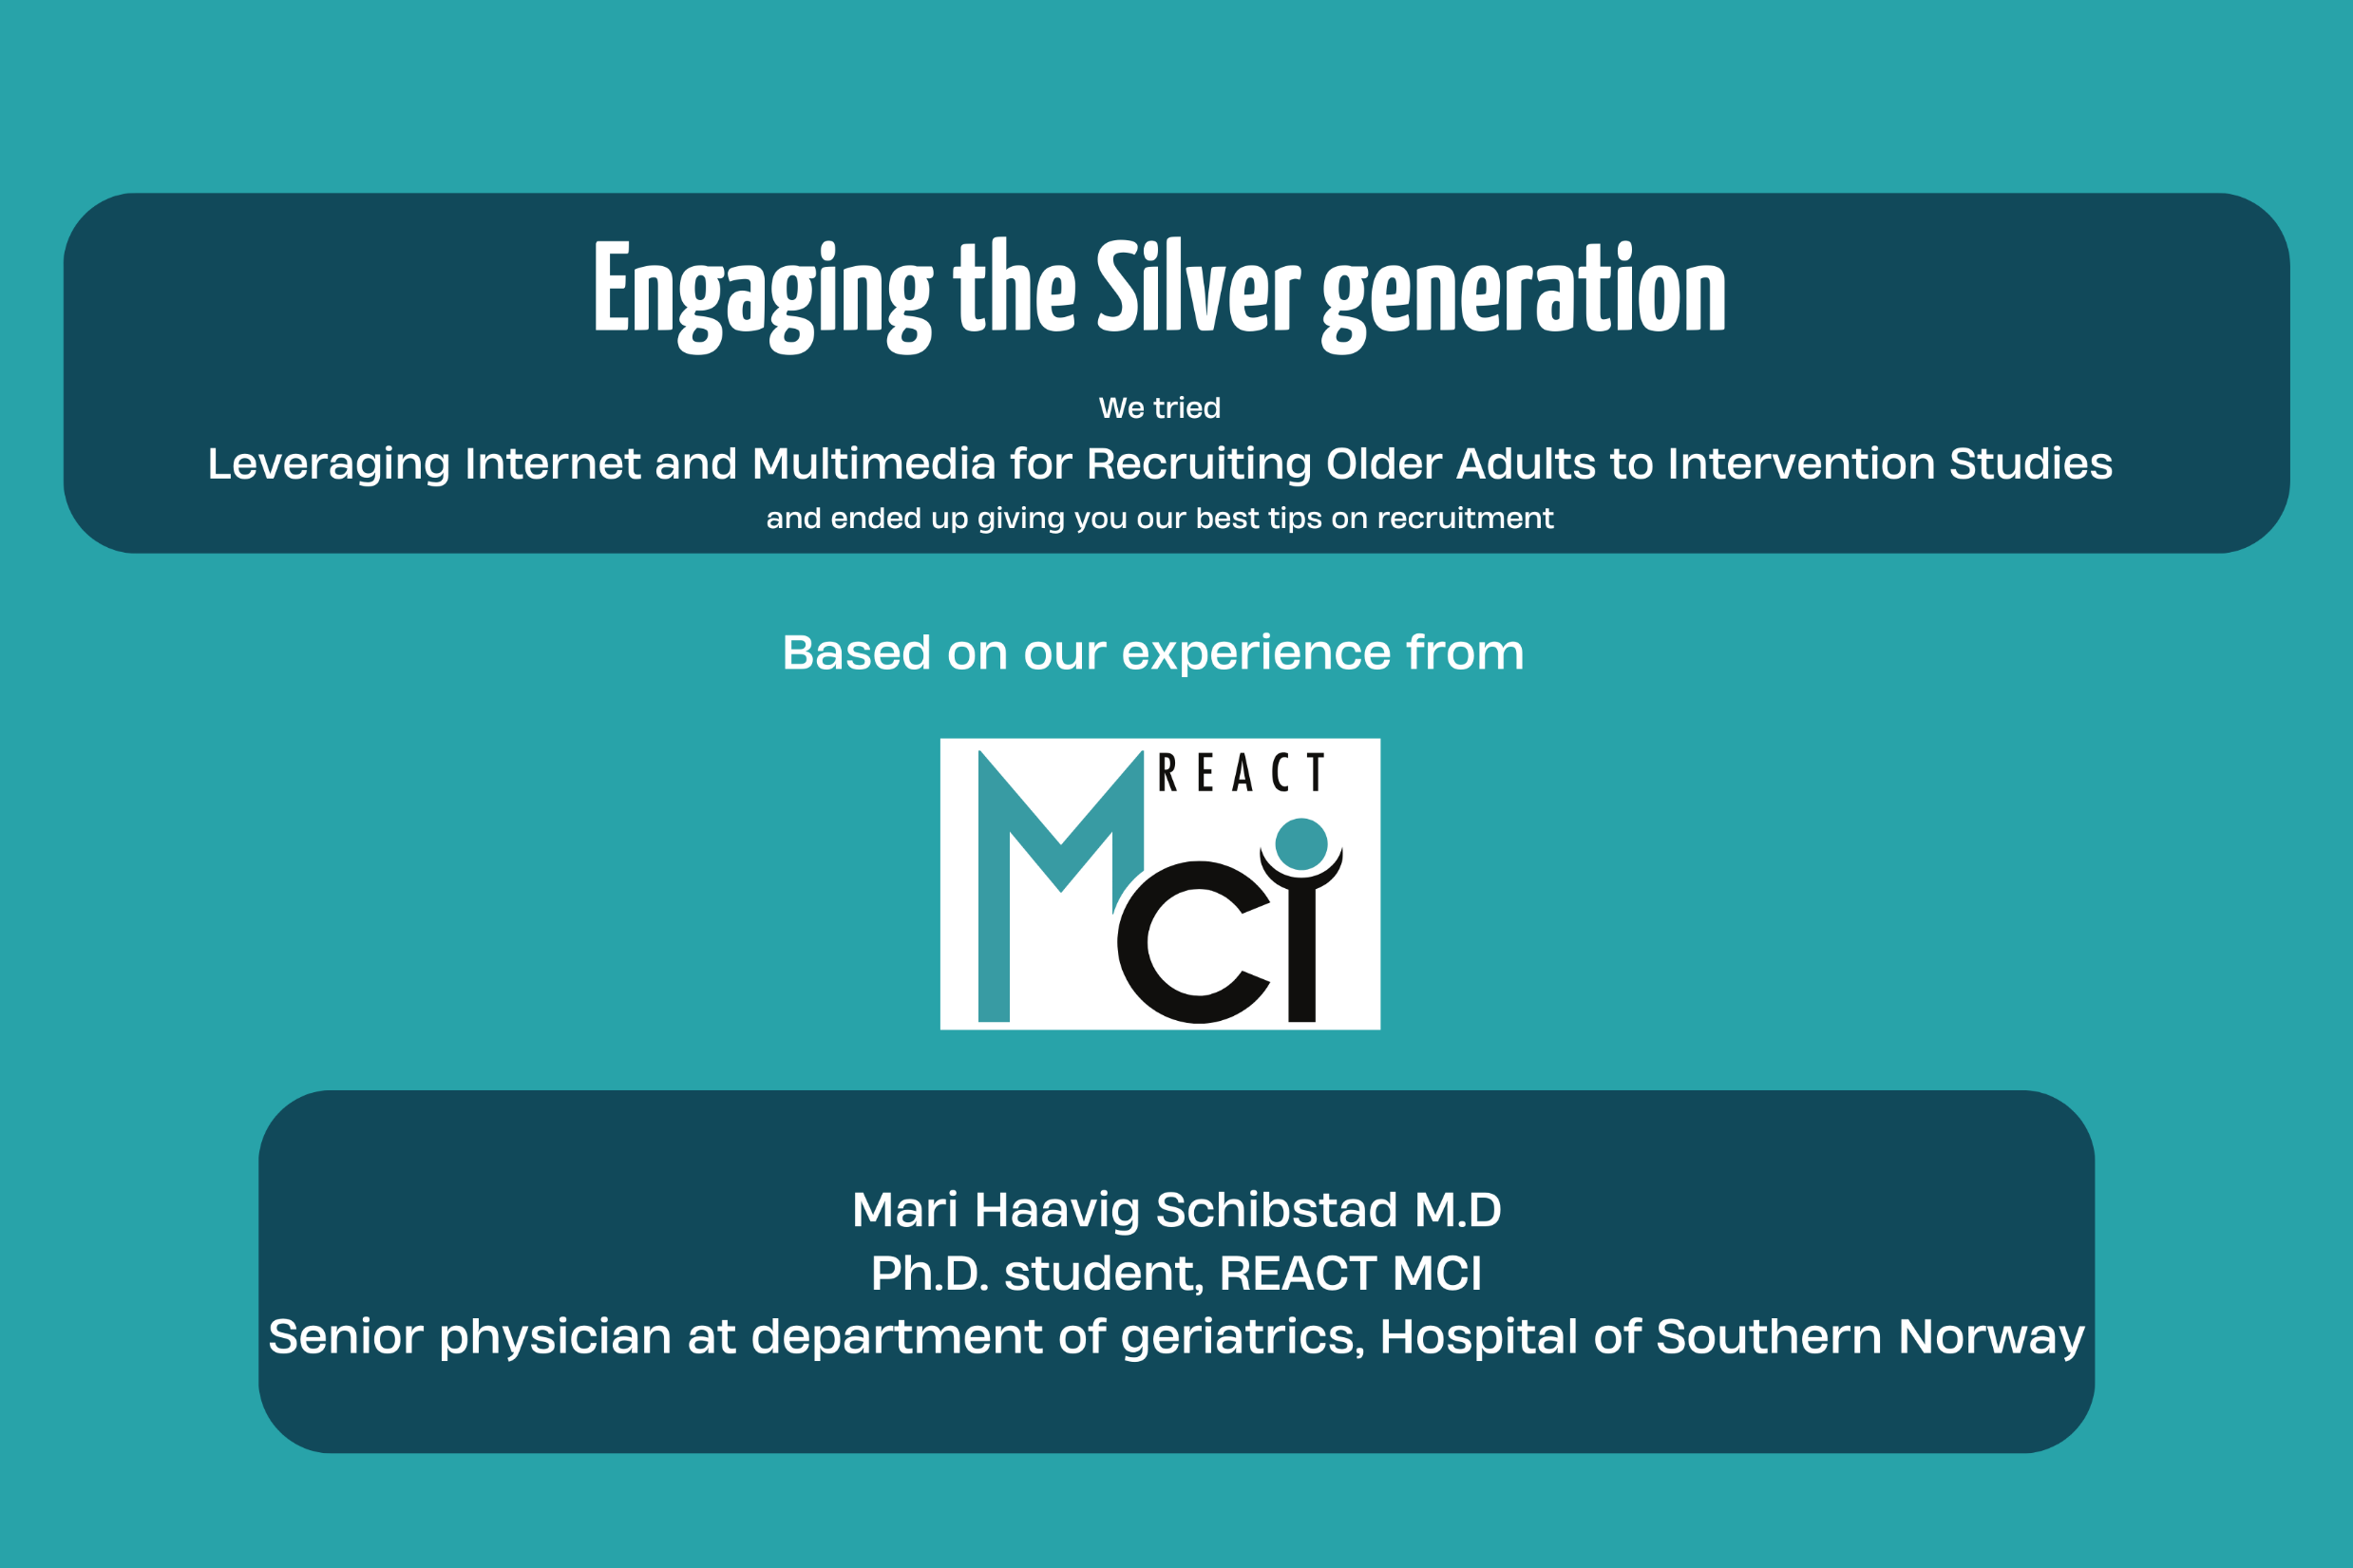 Engaging the Silver generation
We tried
Leveraging Internet and Multimedia for Recruiting Older Adults to Intervention Studies
and ended up giving you our best tips on recruitment
Based on our experience from
REACT
MCi
Mari Haavig Schibstad M.D
Ph.D. student, REACT MCI
Senior physician at department of geriatrics, Hospital of Southern Norway